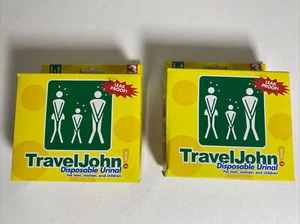 LEAK
PROOF!
TravelJohn
Disposable Urinal
For men, women, and children
LEAK
PROOF!
TravelJohn
Disposable Urinal
For men, women, and children